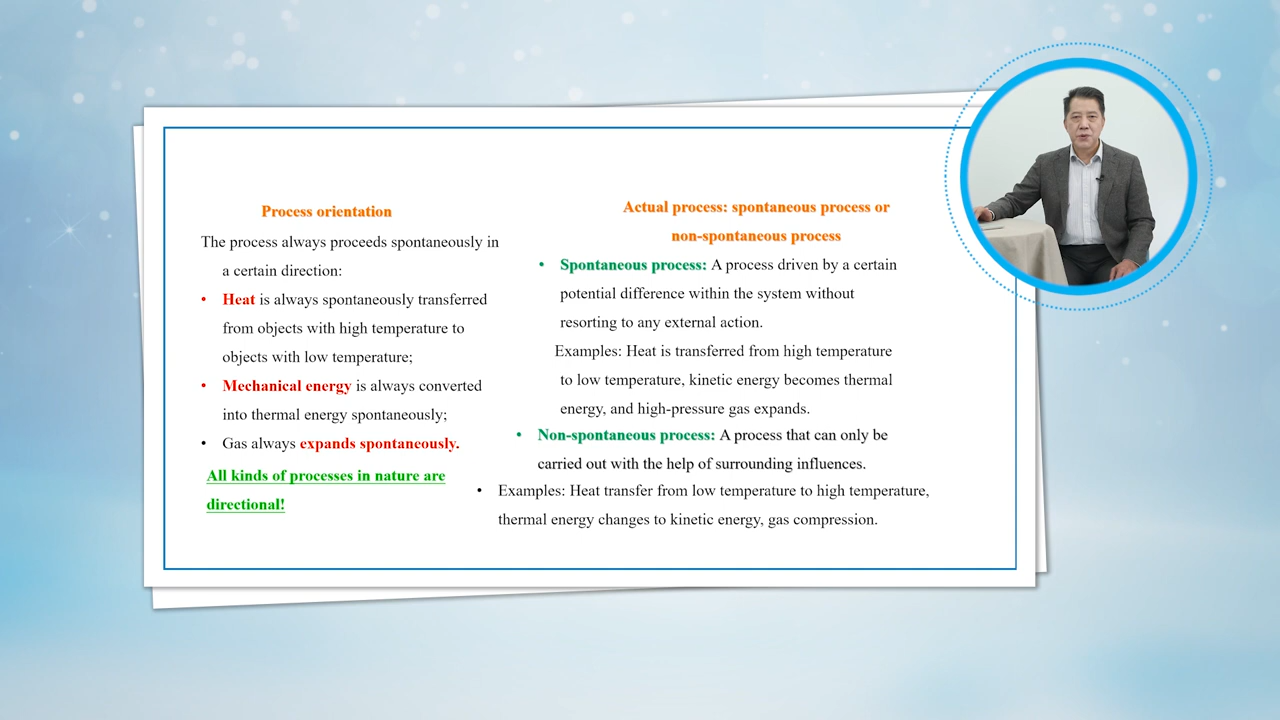 Process orientation
The process always proceeds spontaneously in
a certain direction:
• Heat is always spontaneously transferred
from objects with high temperature to
objects with low temperature;
• Mechanical energy is always converted
into thermal energy spontaneously;
• Gas always expands spontaneously.
All kinds of processes in nature are
directional!
Actual process: spontaneous process or
non-spontaneous process
• Spontaneous process: A process driven by a certain
potential difference within the system without
resorting to any external action.
Examples: Heat is transferred from high temperature
to low temperature, kinetic energy becomes thermal
energy, and high-pressure gas expands.
• Non-spontaneous process: A process that can only be
carried out with the help of surrounding influences.
• Examples: Heat transfer from low temperature to high temperature,
thermal energy changes to kinetic energy, gas compression.